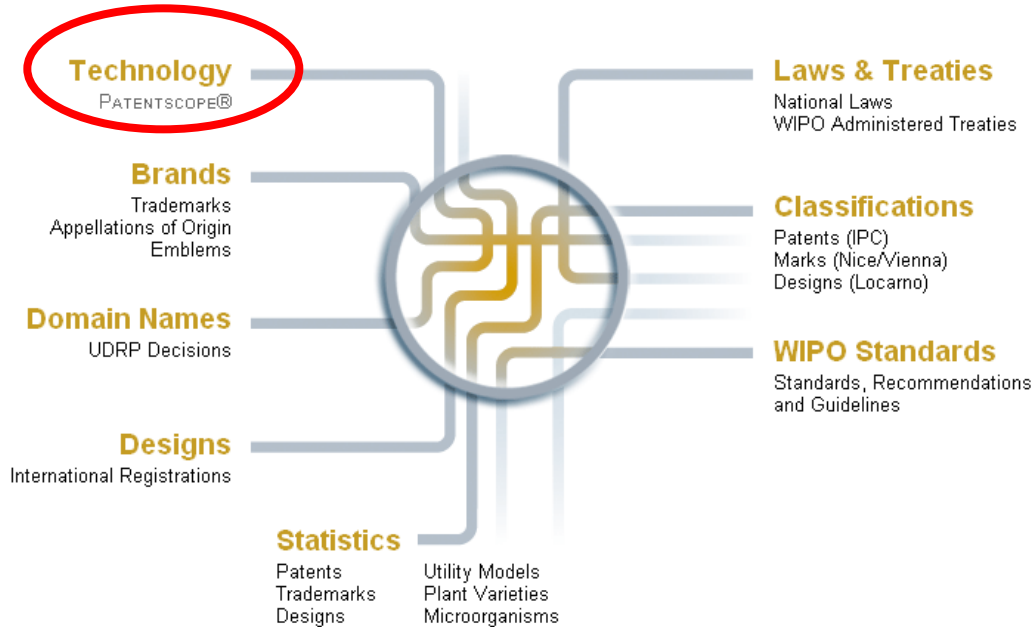 Technology
PATENTSCOPE®
Brands
Trademarks
Appellations of Origin
Emblems
Domain Names
UDRP Decisions
Designs
International Registrations
Statistics
Patents
Trademarks
Designs
Utility Models
Plant Varieties
Microorganisms
Laws & Treaties
National Laws
WIPO Administered Treaties
Classifications
Patents (IPC)
Marks (Nice/Vienna)
Designs (Locarno)
WIPO Standards
Standards, Recommendations
and Guidelines